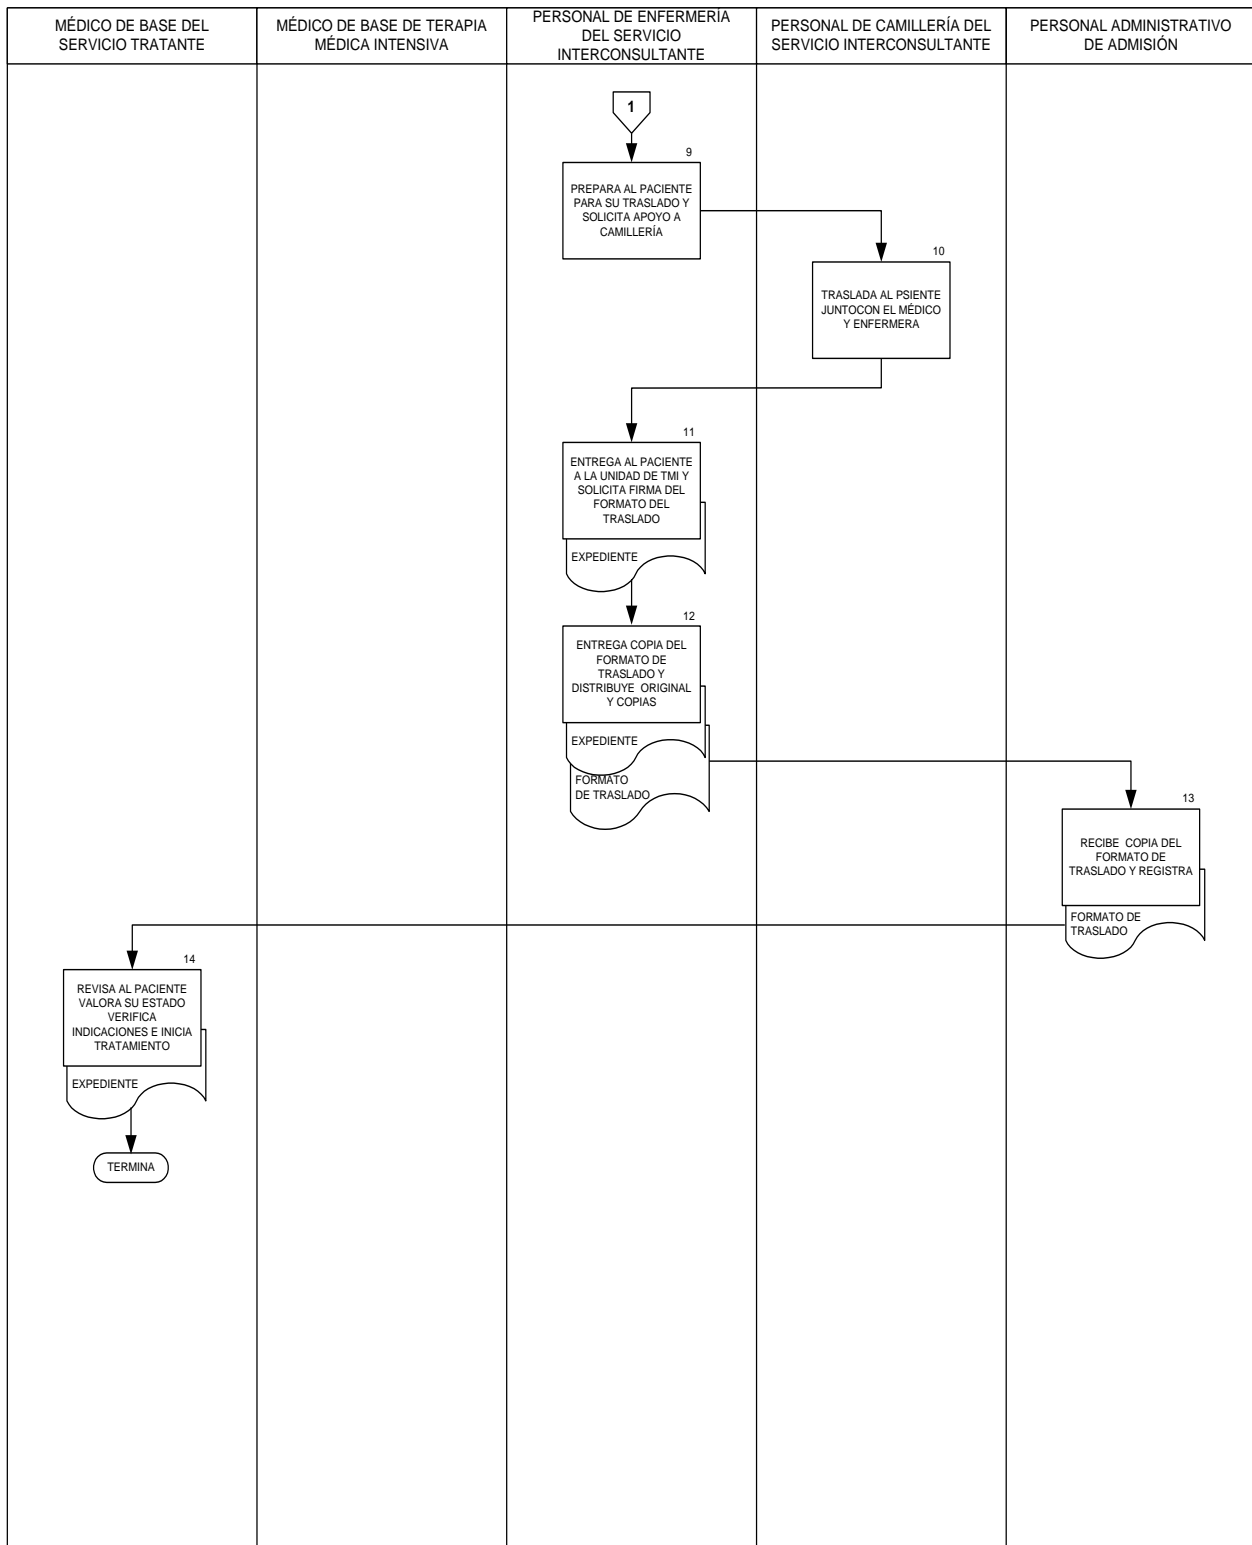 MÉDICO DE BASE DEL
SERVICIO TRATANTE
MÉDICO DE BASE DE TERAPIA
MÉDICA INTENSIVA
PERSONAL DE ENFERMERÍA
DEL SERVICIO
INTERCONSULTANTE
PERSONAL DE CAMILLERÍA DEL
SERVICIO INTERCONSULTANTE
PERSONAL ADMINISTRATIVO
DE ADMISIÓN
1
9
PREPARA AL PACIENTE
PARA SU TRASLADO Y
SOLICITA APOYO A
CAMILLERÍA
10
TRASLADA AL PSIENTE
JUNTOCON EL MÉDICO
Y ENFERMERA
11
ENTREGA AL PACIENTE
A LA UNIDAD DE TMI Y
SOLICITA FIRMA DEL
FORMATO DEL
TRASLADO
EXPEDIENTE
12
ENTREGA COPIA DEL
FORMATO DE
TRASLADO Y
DISTRIBUYE ORIGINAL
Y COPIAS
EXPEDIENTE
FORMATO
DE TRASLADO
13
RECIBE COPIA DEL
FORMATO DE
TRASLADO Y REGISTRA
FORMATO DE
TRASLADO
14
REVISA AL PACIENTE
VALORA SU ESTADO
VERIFICA
INDICACIONES E INICIA
TRATAMIENTO
EXPEDIENTE
TERMINA